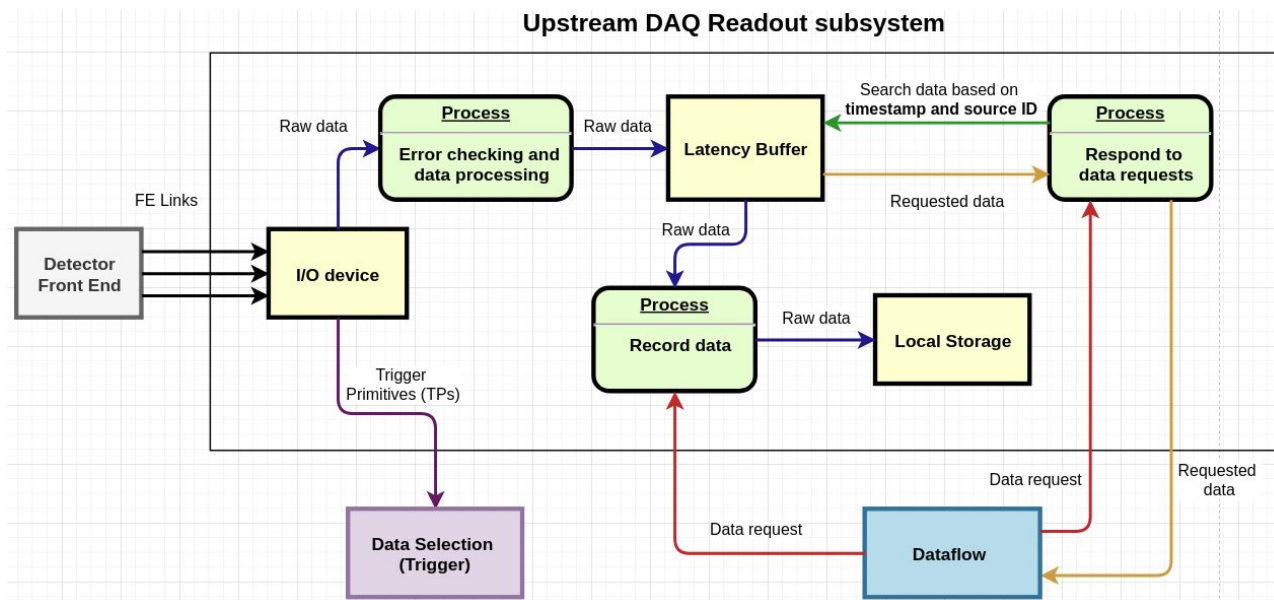 Upstream DAQ Readout subsystem
Search data based on
timestamp and source ID
Process
Error checking and
data processing
Raw data
Raw data
Latency Buffer
Process
Respond to
data requests
Requested data
FE Links
Raw data
Detector
Front End
I/O device
Process
Record data
Raw data
Local Storage
Trigger
Primitives (TPs)
Data request
Requested
data
Data request
Data Selection
(Trigger)
Dataflow